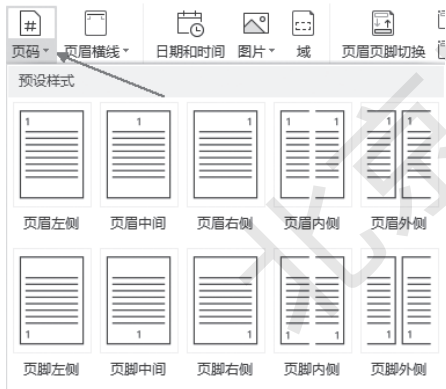 页码 页眉横线 日期和时间 图片 域 页眉页脚切换
预设样式
1 1 1 1 1 1 1
页眉左侧 页眉中间 页眉右侧 页眉内侧 页眉外侧
1 1 1 1 1 1 1
页脚左侧 页脚中间 页脚右侧 页脚内侧 页脚外侧
北京